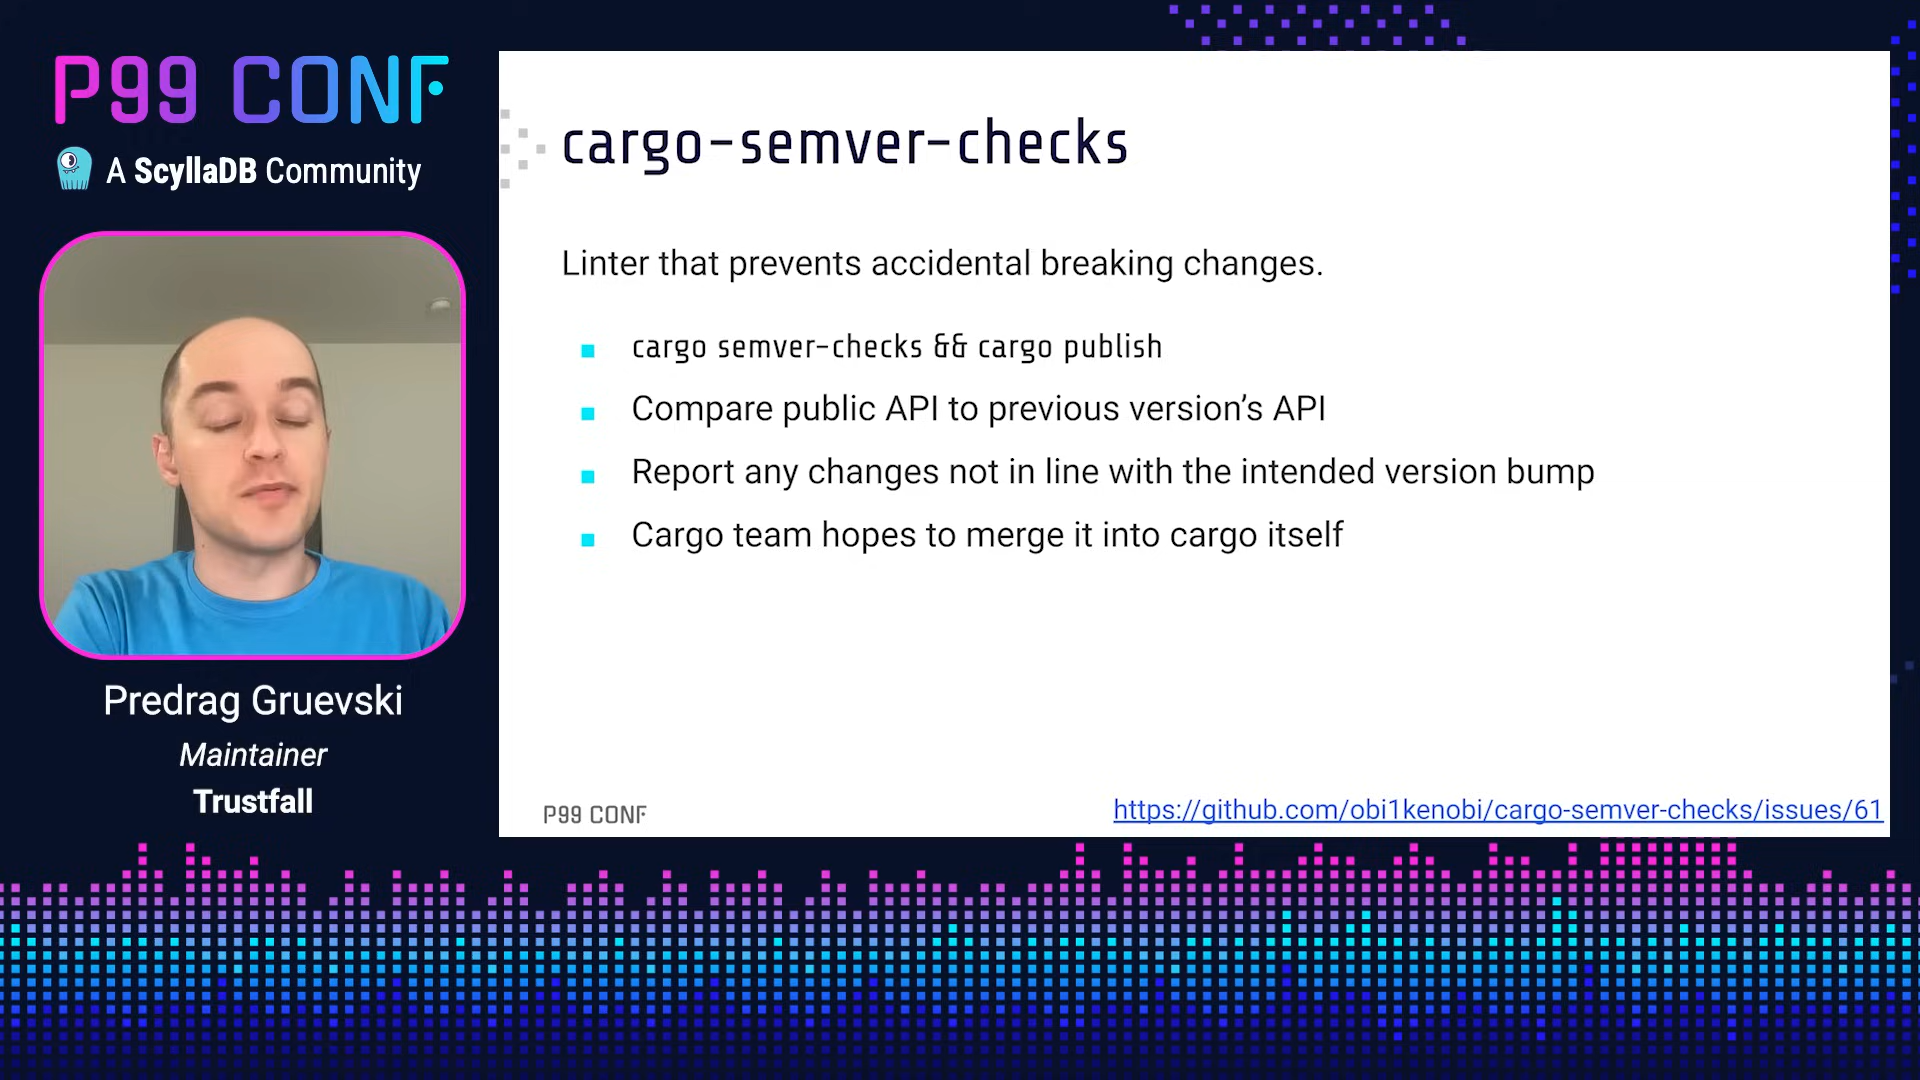 P99 CONF
A ScyllaDB Community
Predrag Gruevski
Maintainer
Trustfall
cargo-semver-checks
Linter that prevents accidental breaking changes.
cargo semver-checks && cargo publish
Compare public API to previous version’s API
Report any changes not in line with the intended version bump
Cargo team hopes to merge it into cargo itself
P99 CONF
https://github.com/obi1kenobi/cargo-semver-checks/issues/61